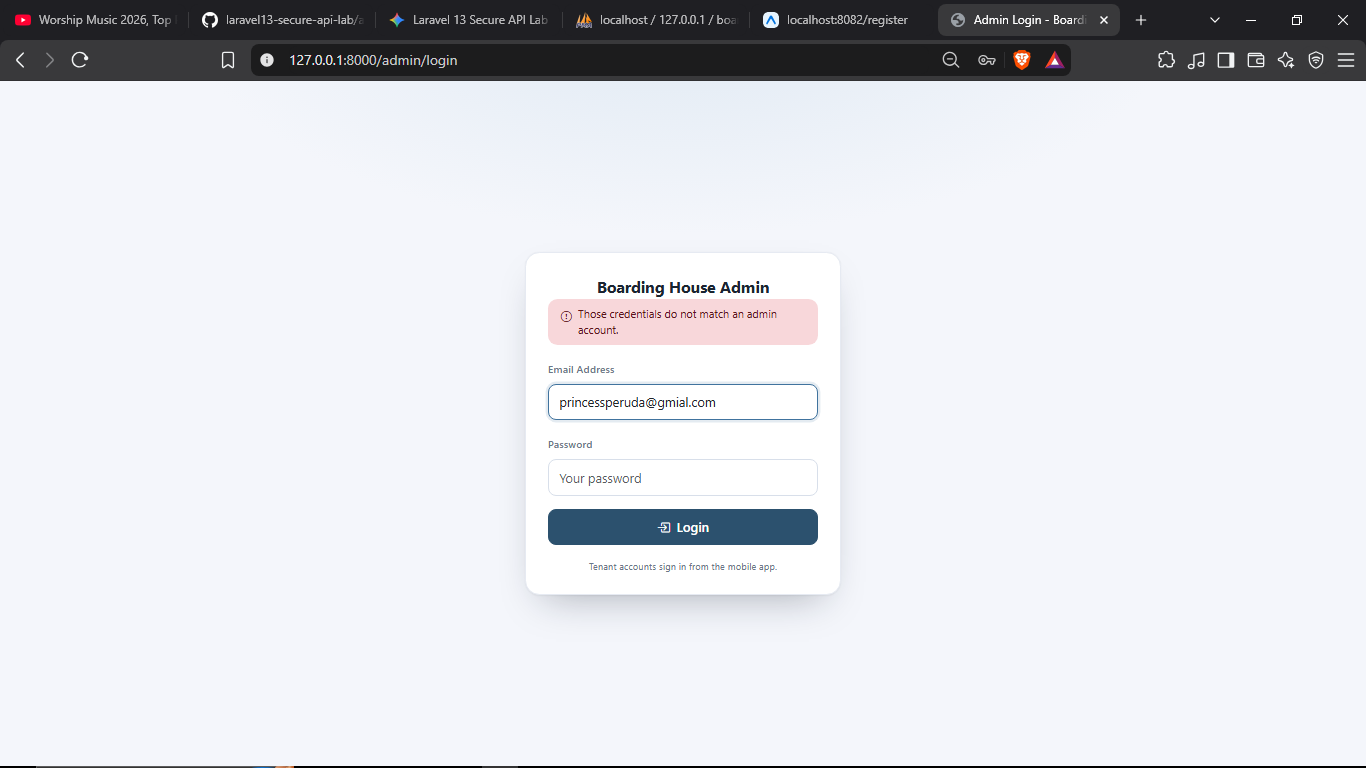 Worship Music 2026, Top
laravel13-secure-api-lab/a
Laravel 13 Secure API Lab
localhost / 127.0.0.1 / boa
localhost:8082/register
Admin Login - Boardi
127.0.0.1:8000/admin/login
Boarding House Admin
Those credentials do not match an admin
account.
Email Address
princessperuda@gmial.com
Password
Your password
Login
Tenant accounts sign in from the mobile app.